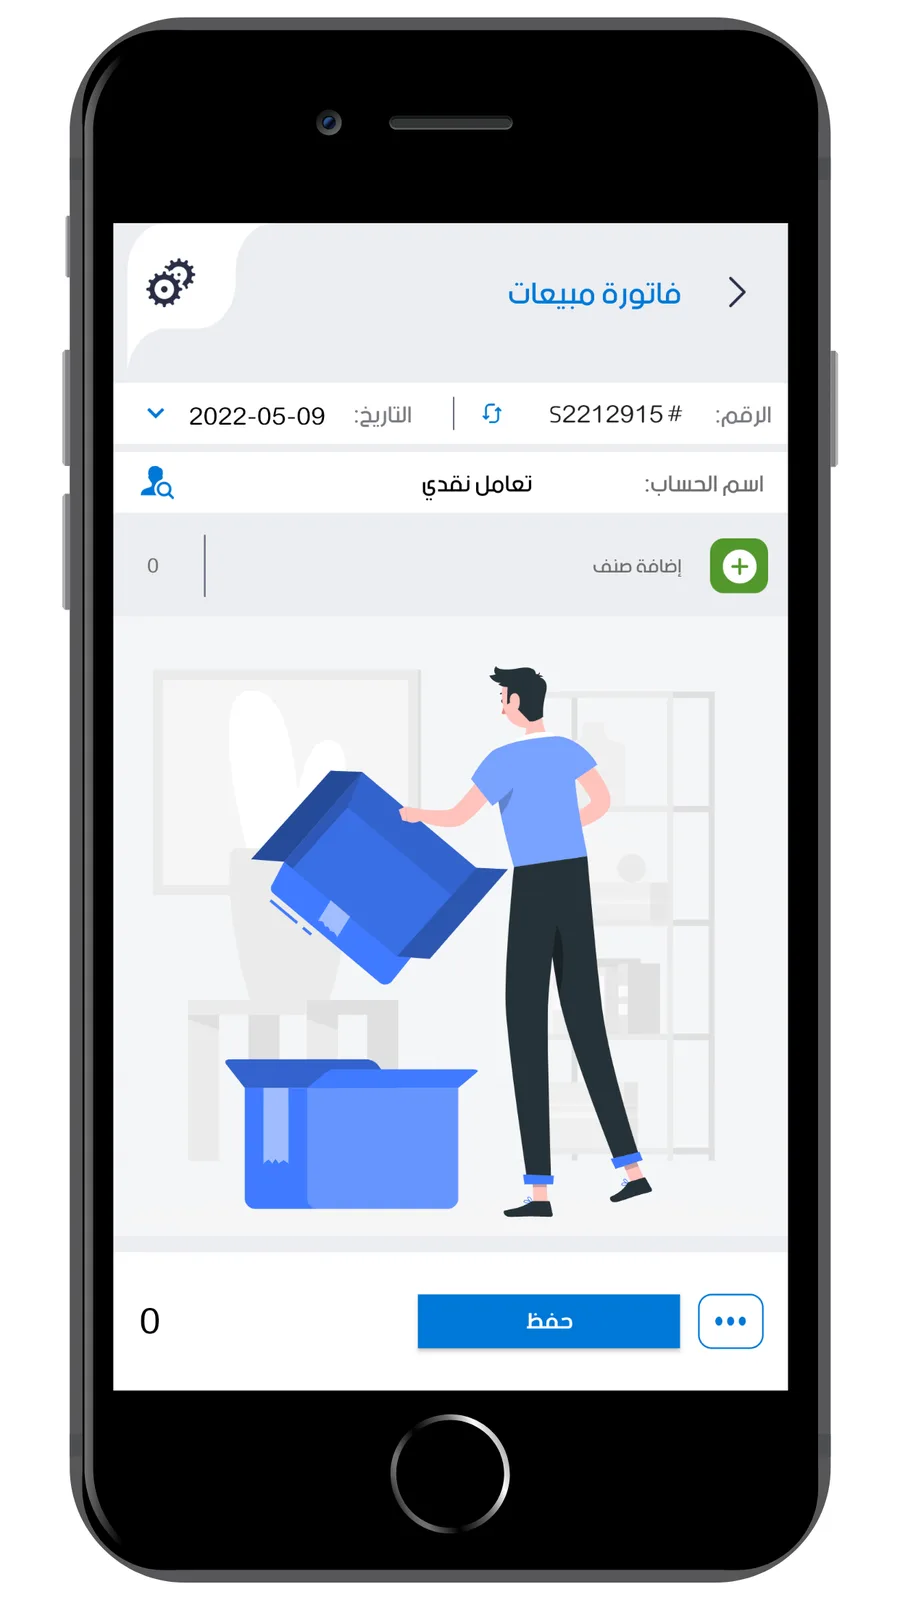 فاتورة مبيعات
الرقم: #S2212915 التاريخ: 2022-05-09
اسم الحساب: تعامل نقدي
إضافة صنف 0
حفظ 0